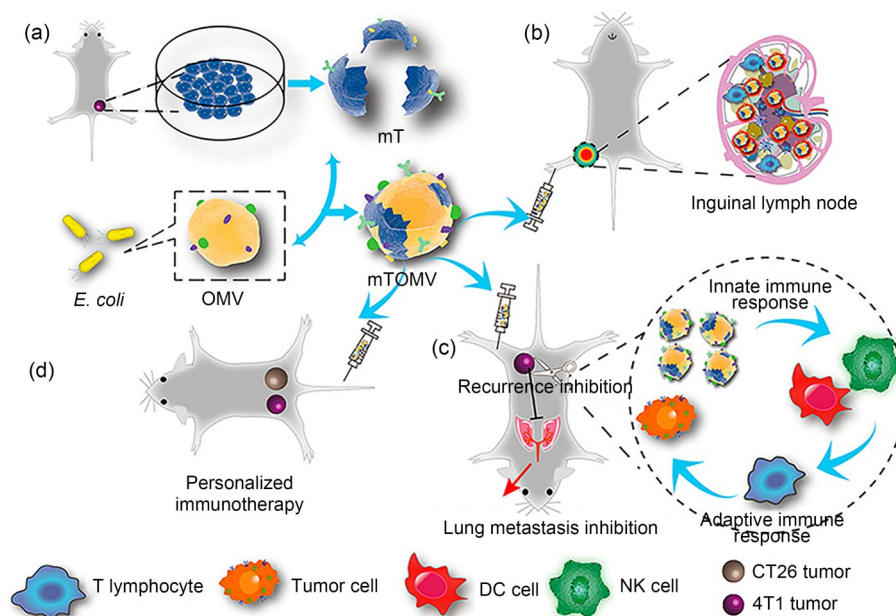 (a)
mT
(b)
Inguinal lymph node
E. coli
OMV
mTOMV
(c)
Recurrence inhibition
Lung metastasis inhibition
Innate immune
response
Adaptive immune
response
(d)
Personalized
immunotherapy
T lymphocyte
Tumor cell
DC cell
NK cell
CT26 tumor
4T1 tumor